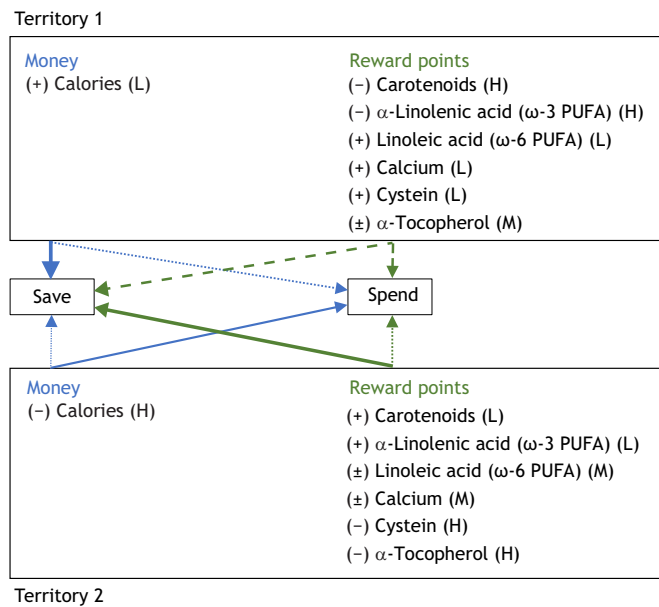 Territory 1
Money
(+) Calories (L)
Reward points
(−) Carotenoids (H)
(−) α-Linolenic acid (ω-3 PUFA) (H)
(+) Linoleic acid (ω-6 PUFA) (L)
(+) Calcium (L)
(+) Cystein (L)
(±) α-Tocopherol (M)
Save
Spend
Money
(−) Calories (H)
Reward points
(+) Carotenoids (L)
(+) α-Linolenic acid (ω-3 PUFA) (L)
(±) Linoleic acid (ω-6 PUFA) (M)
(±) Calcium (M)
(−) Cystein (H)
(−) α-Tocopherol (H)
Territory 2